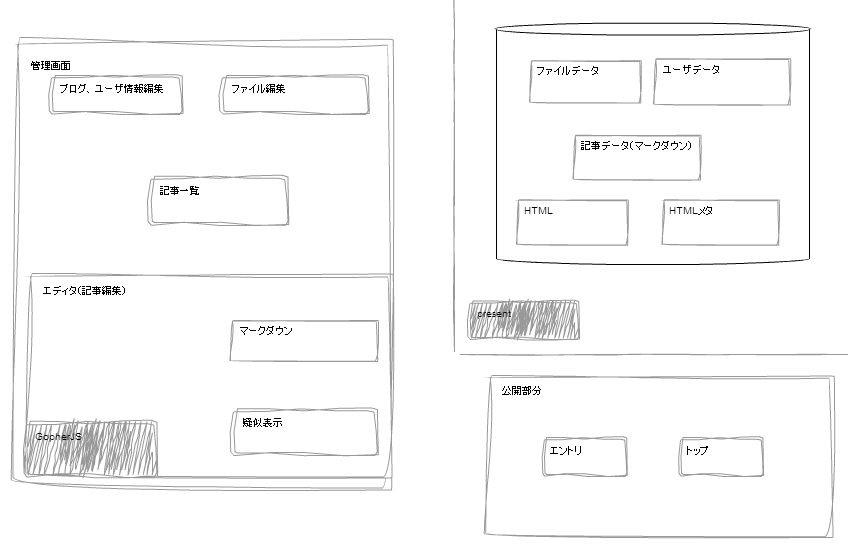 管理画面
ブログ、ユーザ情報編集
ファイル編集
記事一覧
エディタ(記事編集)
マークダウン
疑似表示
GopherJS
ファイルデータ
ユーザデータ
記事データ(マークダウン)
HTML
HTMLメタ
present
公開部分
エントリ
トップ